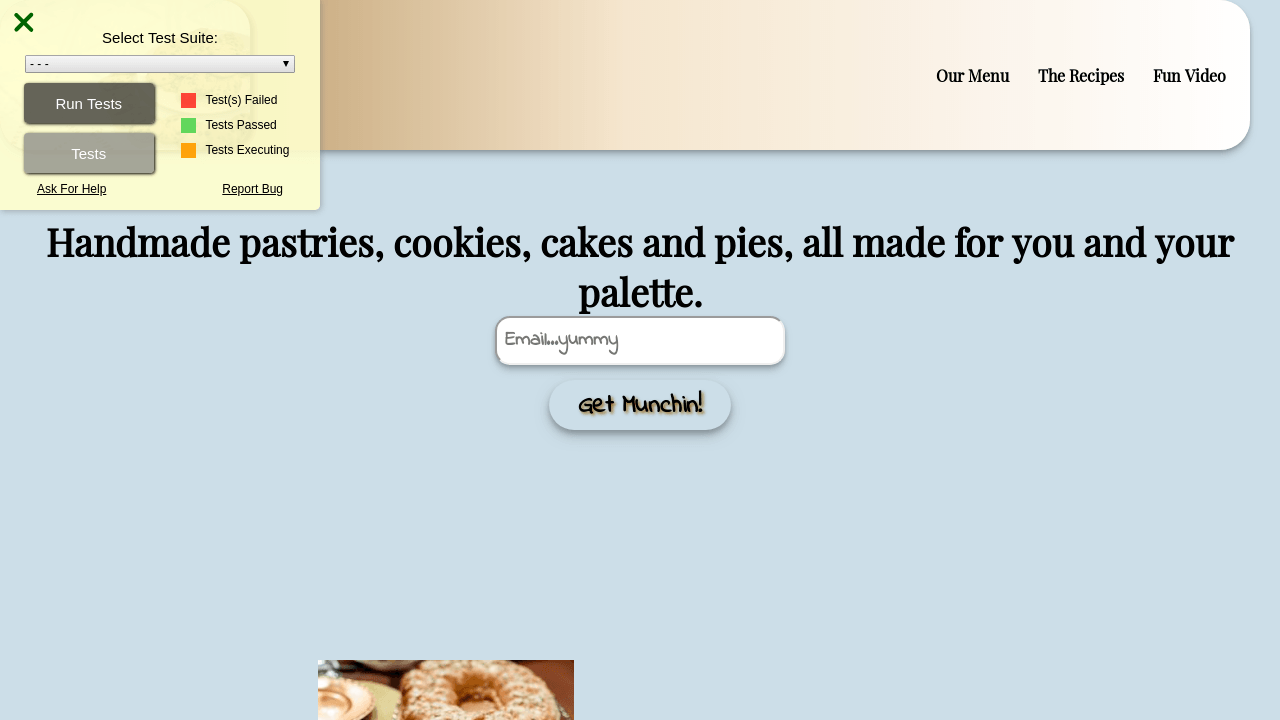 Select Test Suite:
- - -
Run Tests
Tests
Test(s) Failed
Tests Passed
Tests Executing
Ask For Help
Report Bug
Our Menu
The Recipes
Fun Video
Handmade pastries, cookies, cakes and pies, all made for you and your
palette.
Email...yummy
Get Munchin!